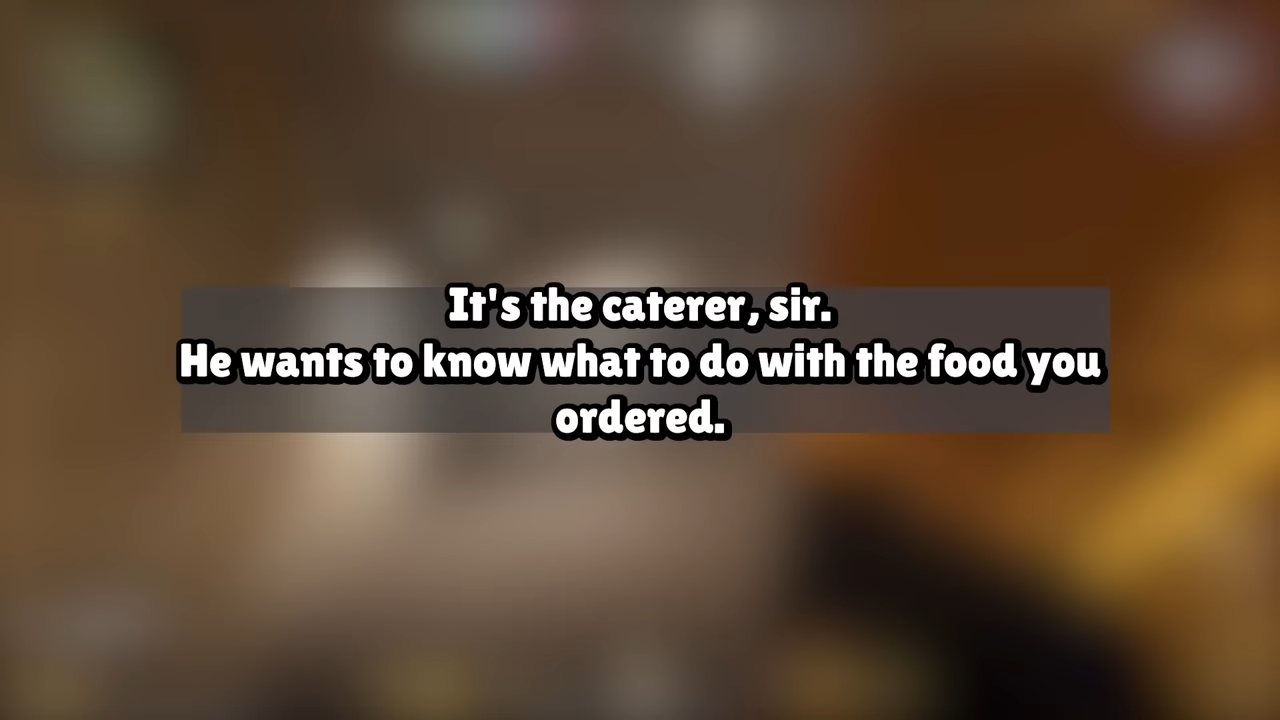 It's the caterer, sir.
He wants to know what to do with the food you
ordered.